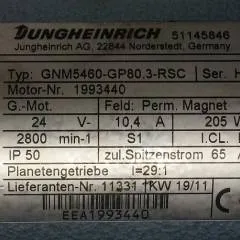 JUNGHEINRICH 51145846
Jungheinrich AG, 22844 Norderstedt, Germany
Typ: GNM5460-GP80.3-RSC Ser. H
Motor-Nr. 1993440
G.-Mot. Feld: Perm. Magnet
24 V- 10,4 A 205 W
2800 min-1 S1 I.CL.
IP 50 zul.Spitzenstrom 65 A
Planetengetriebe I=29:1
Lieferanten-Nr. 11331 KW 19/11
EEA1993440